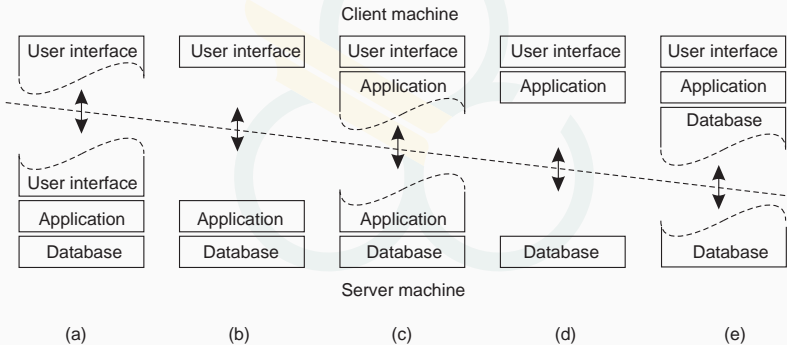 Client machine
User interface User interface User interface User interface User interface
Application Application Application
Database
User interface
Application Application Application
Database Database Database Database Database
Server machine
(a) (b) (c) (d) (e)